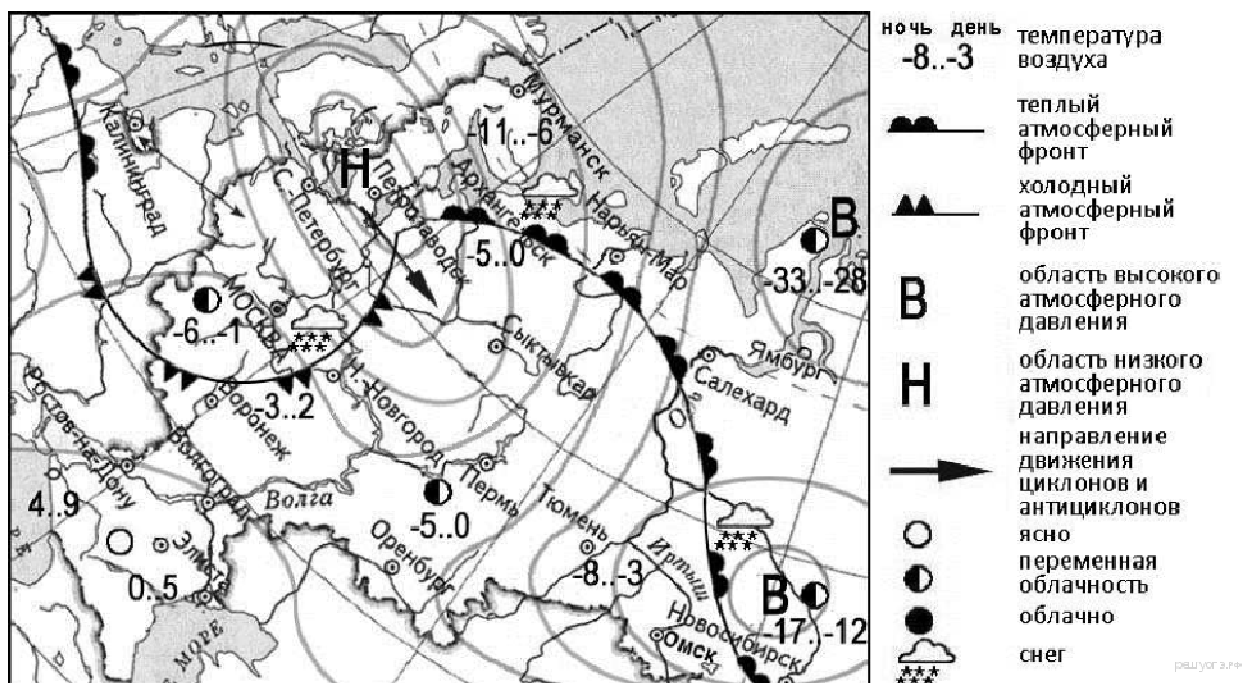 Мурманск
-11..-6
Калининград
Н
С.-Петербург
Петрозаводск
Архангельск
Нарьян-Мар
В
-5..0
-33..-28
МОСКВА
-6..-1
Сыктывкар
Ямбург
Салехард
Н.-Новгород
Воронеж
-3..2
Ростов-на-Дону
Волгоград
Волга
Пермь
Тюмень
4..9
-5..0
Оренбург
Элиста
0..5
Иртыш
-8..-3
В
Новосибирск
-17..-12
Омск
МОРЕ
ночь день
-8..-3
температура
воздуха
теплый
атмосферный
фронт
холодный
атмосферный
фронт
В
область высокого
атмосферного
давления
Н
область низкого
атмосферного
давления
направление
движения
циклонов и
антициклонов
ясно
переменная
облачность
облачно
снег
решуогэ.рф